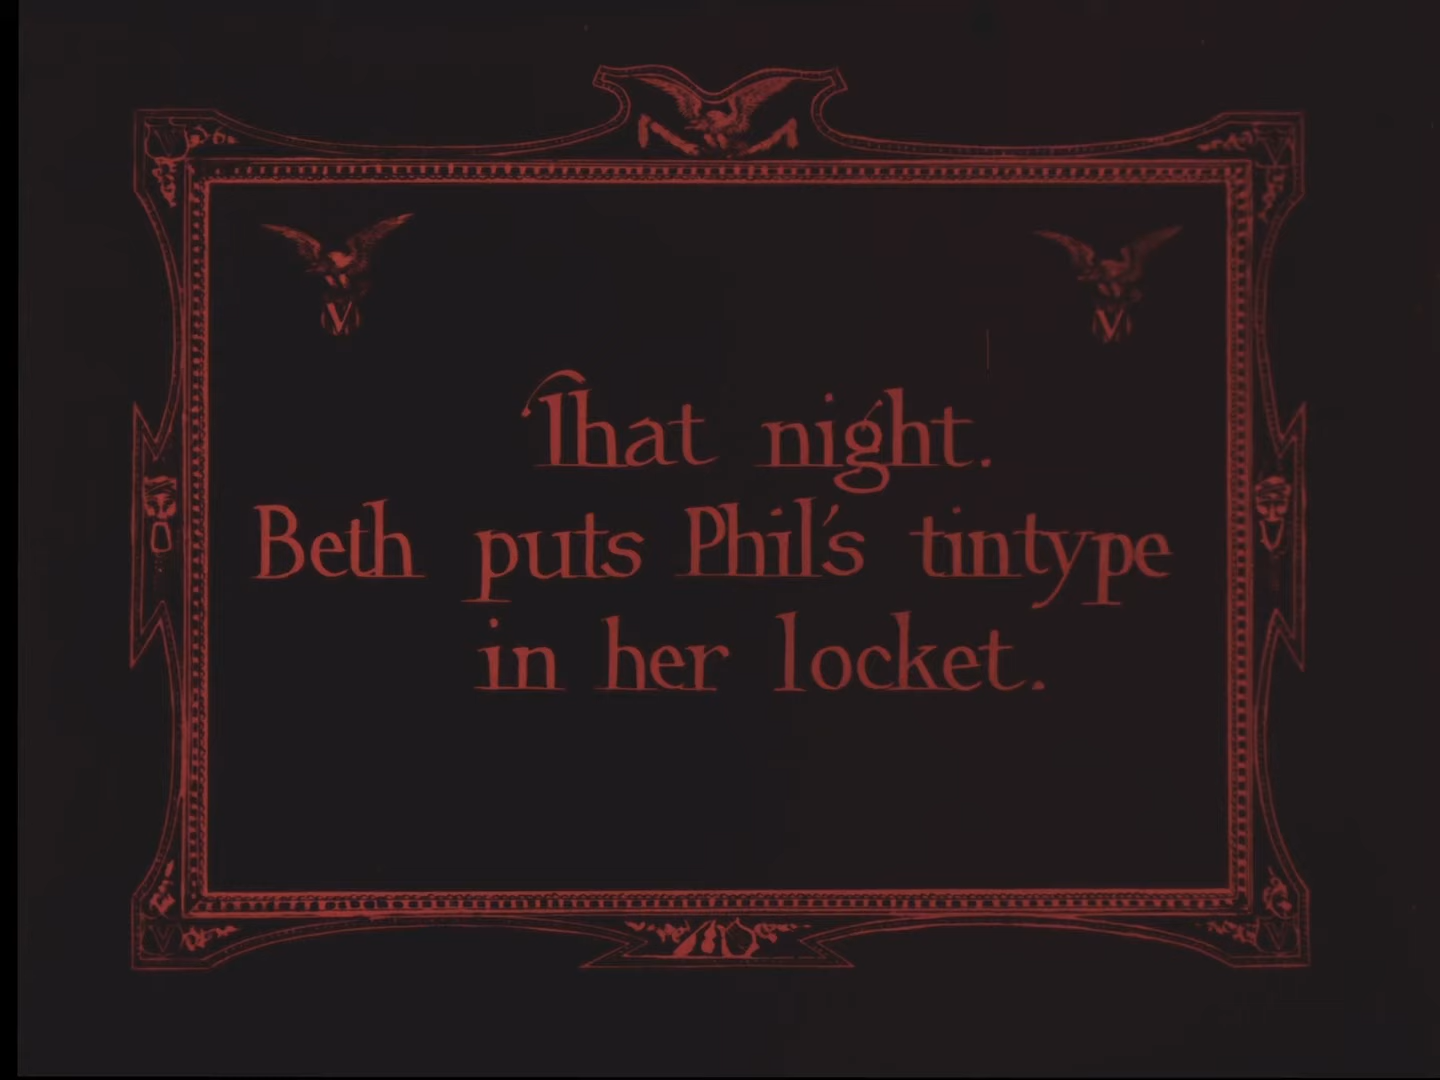 V V
That night.
Beth puts Phil's tintype
in her locket.